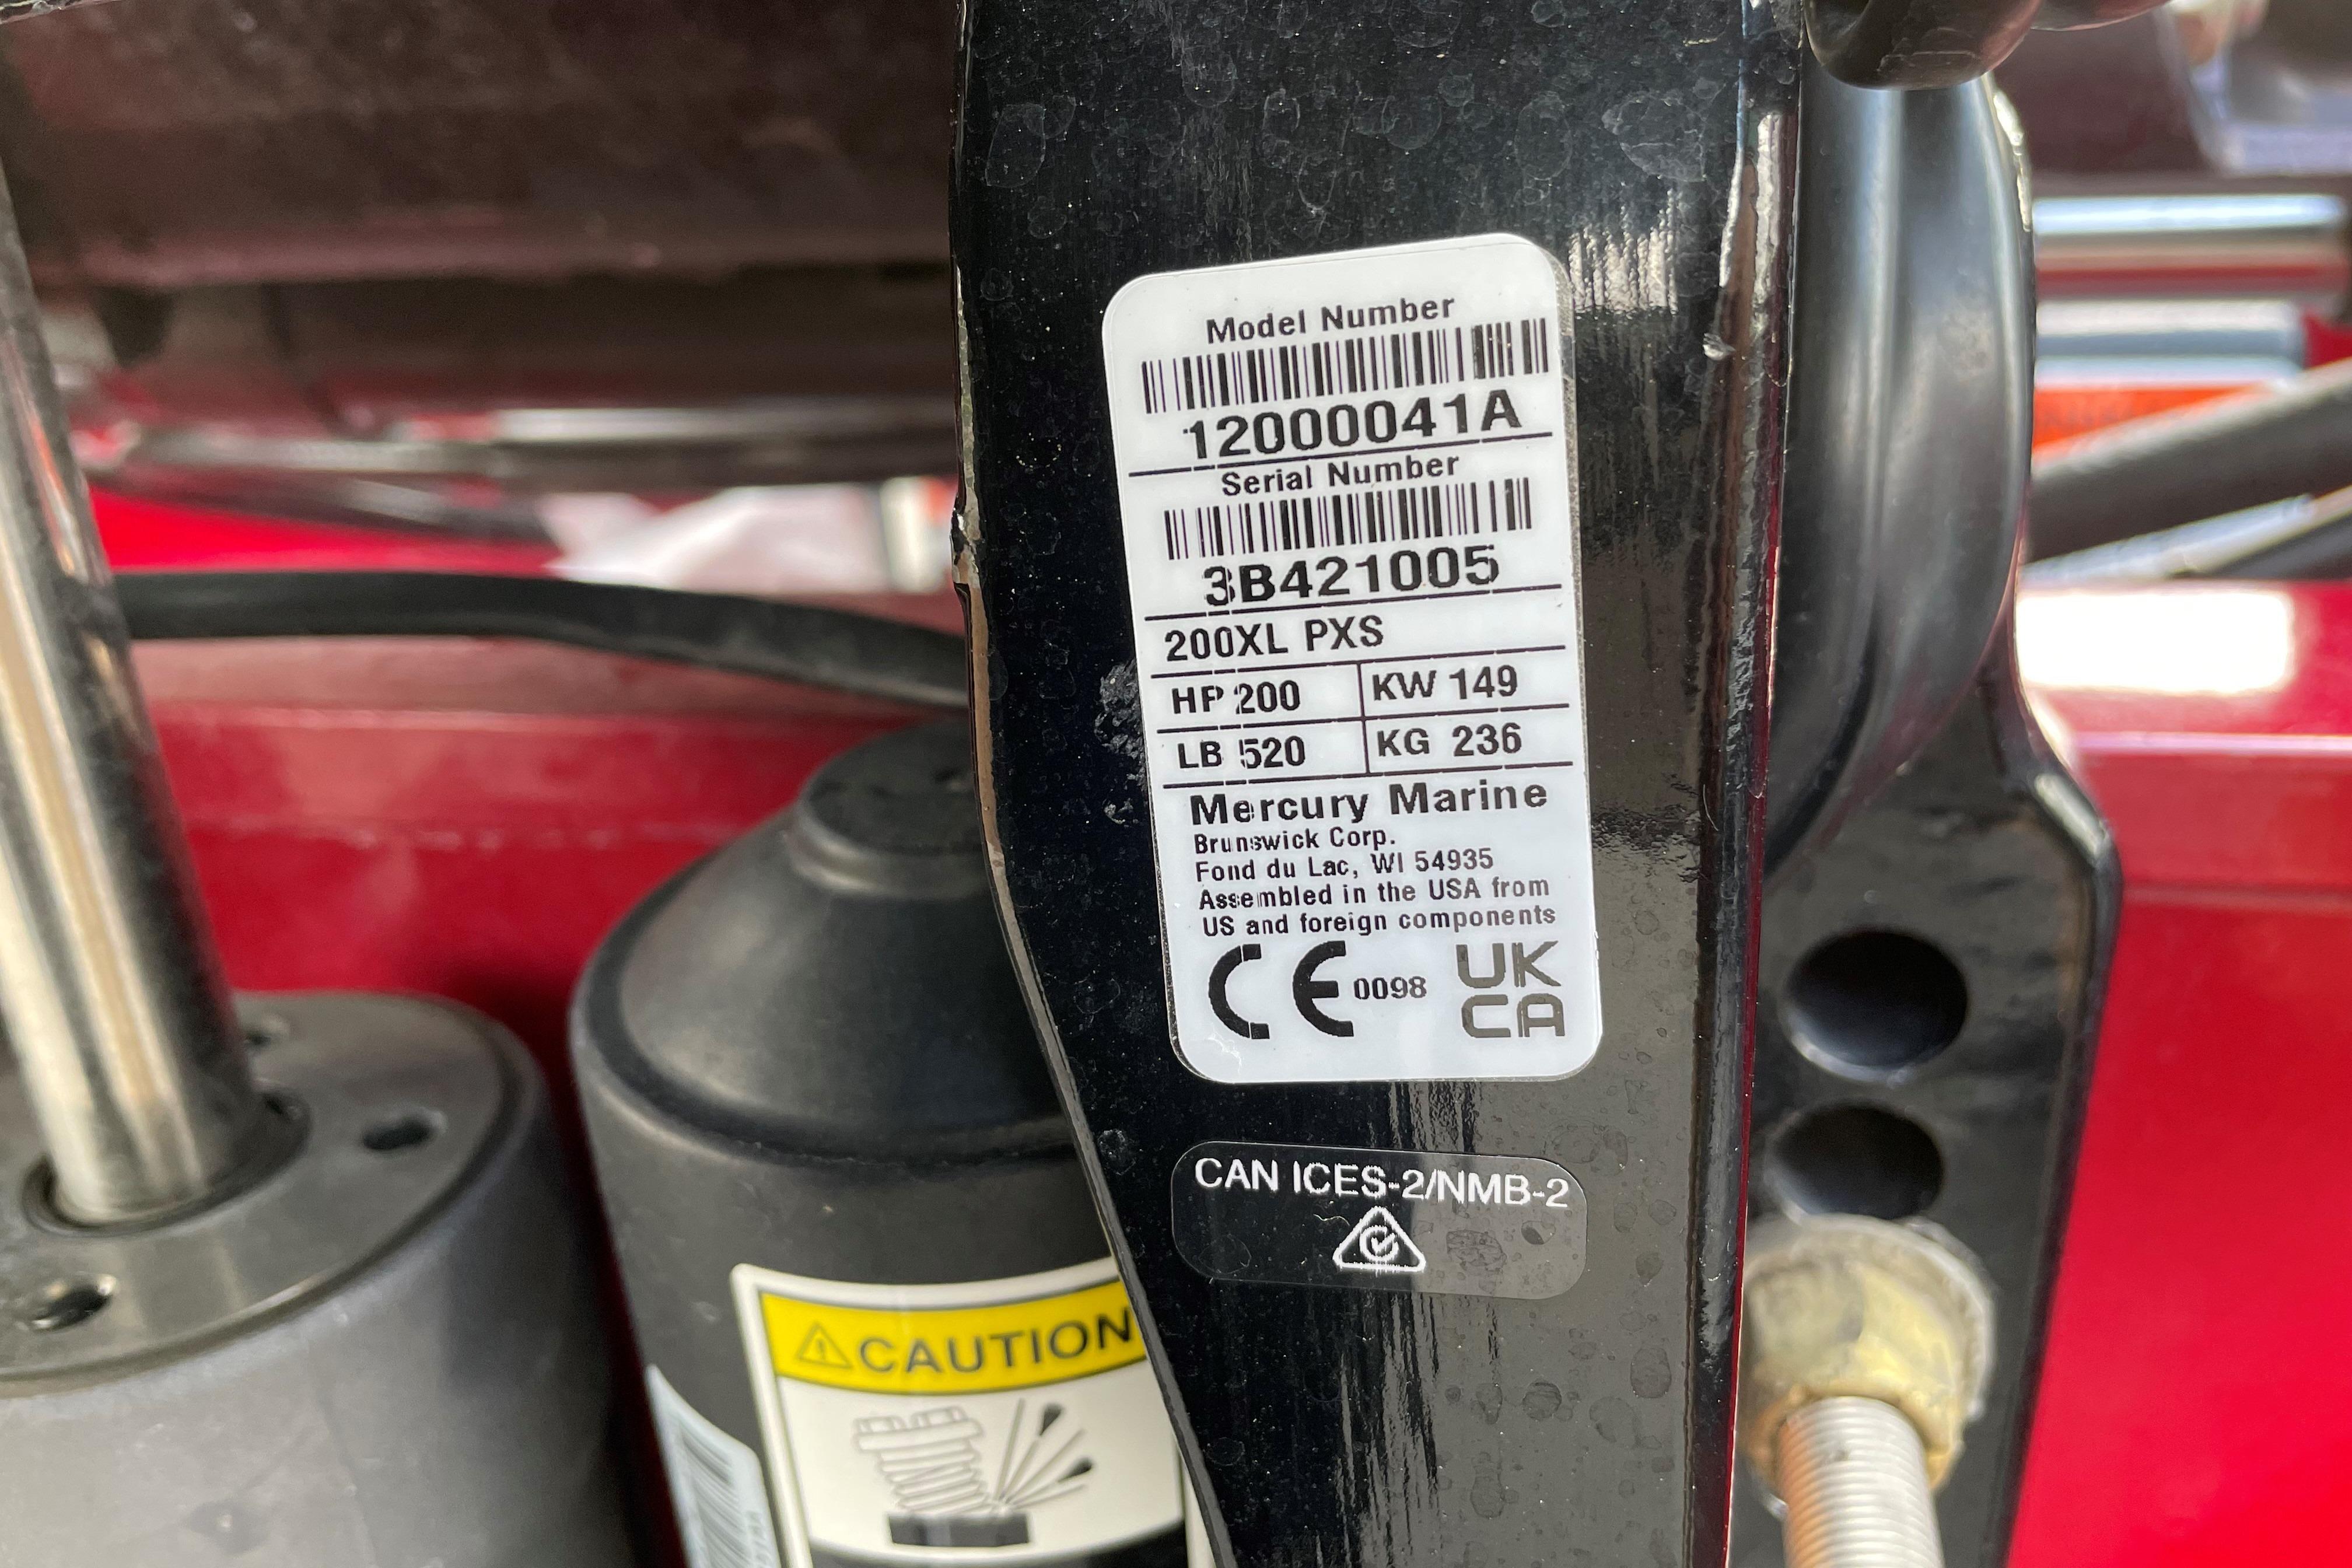 Model Number
12000041A
Serial Number
3B421005
200XL PXS
HP 200 KW 149
LB 520 KG 236
Mercury Marine
Brunswick Corp.
Fond du Lac, WI 54935
Assembled in the USA from
US and foreign components
CE 0098 UK
CA
CAN ICES-2/NMB-2
CAUTION